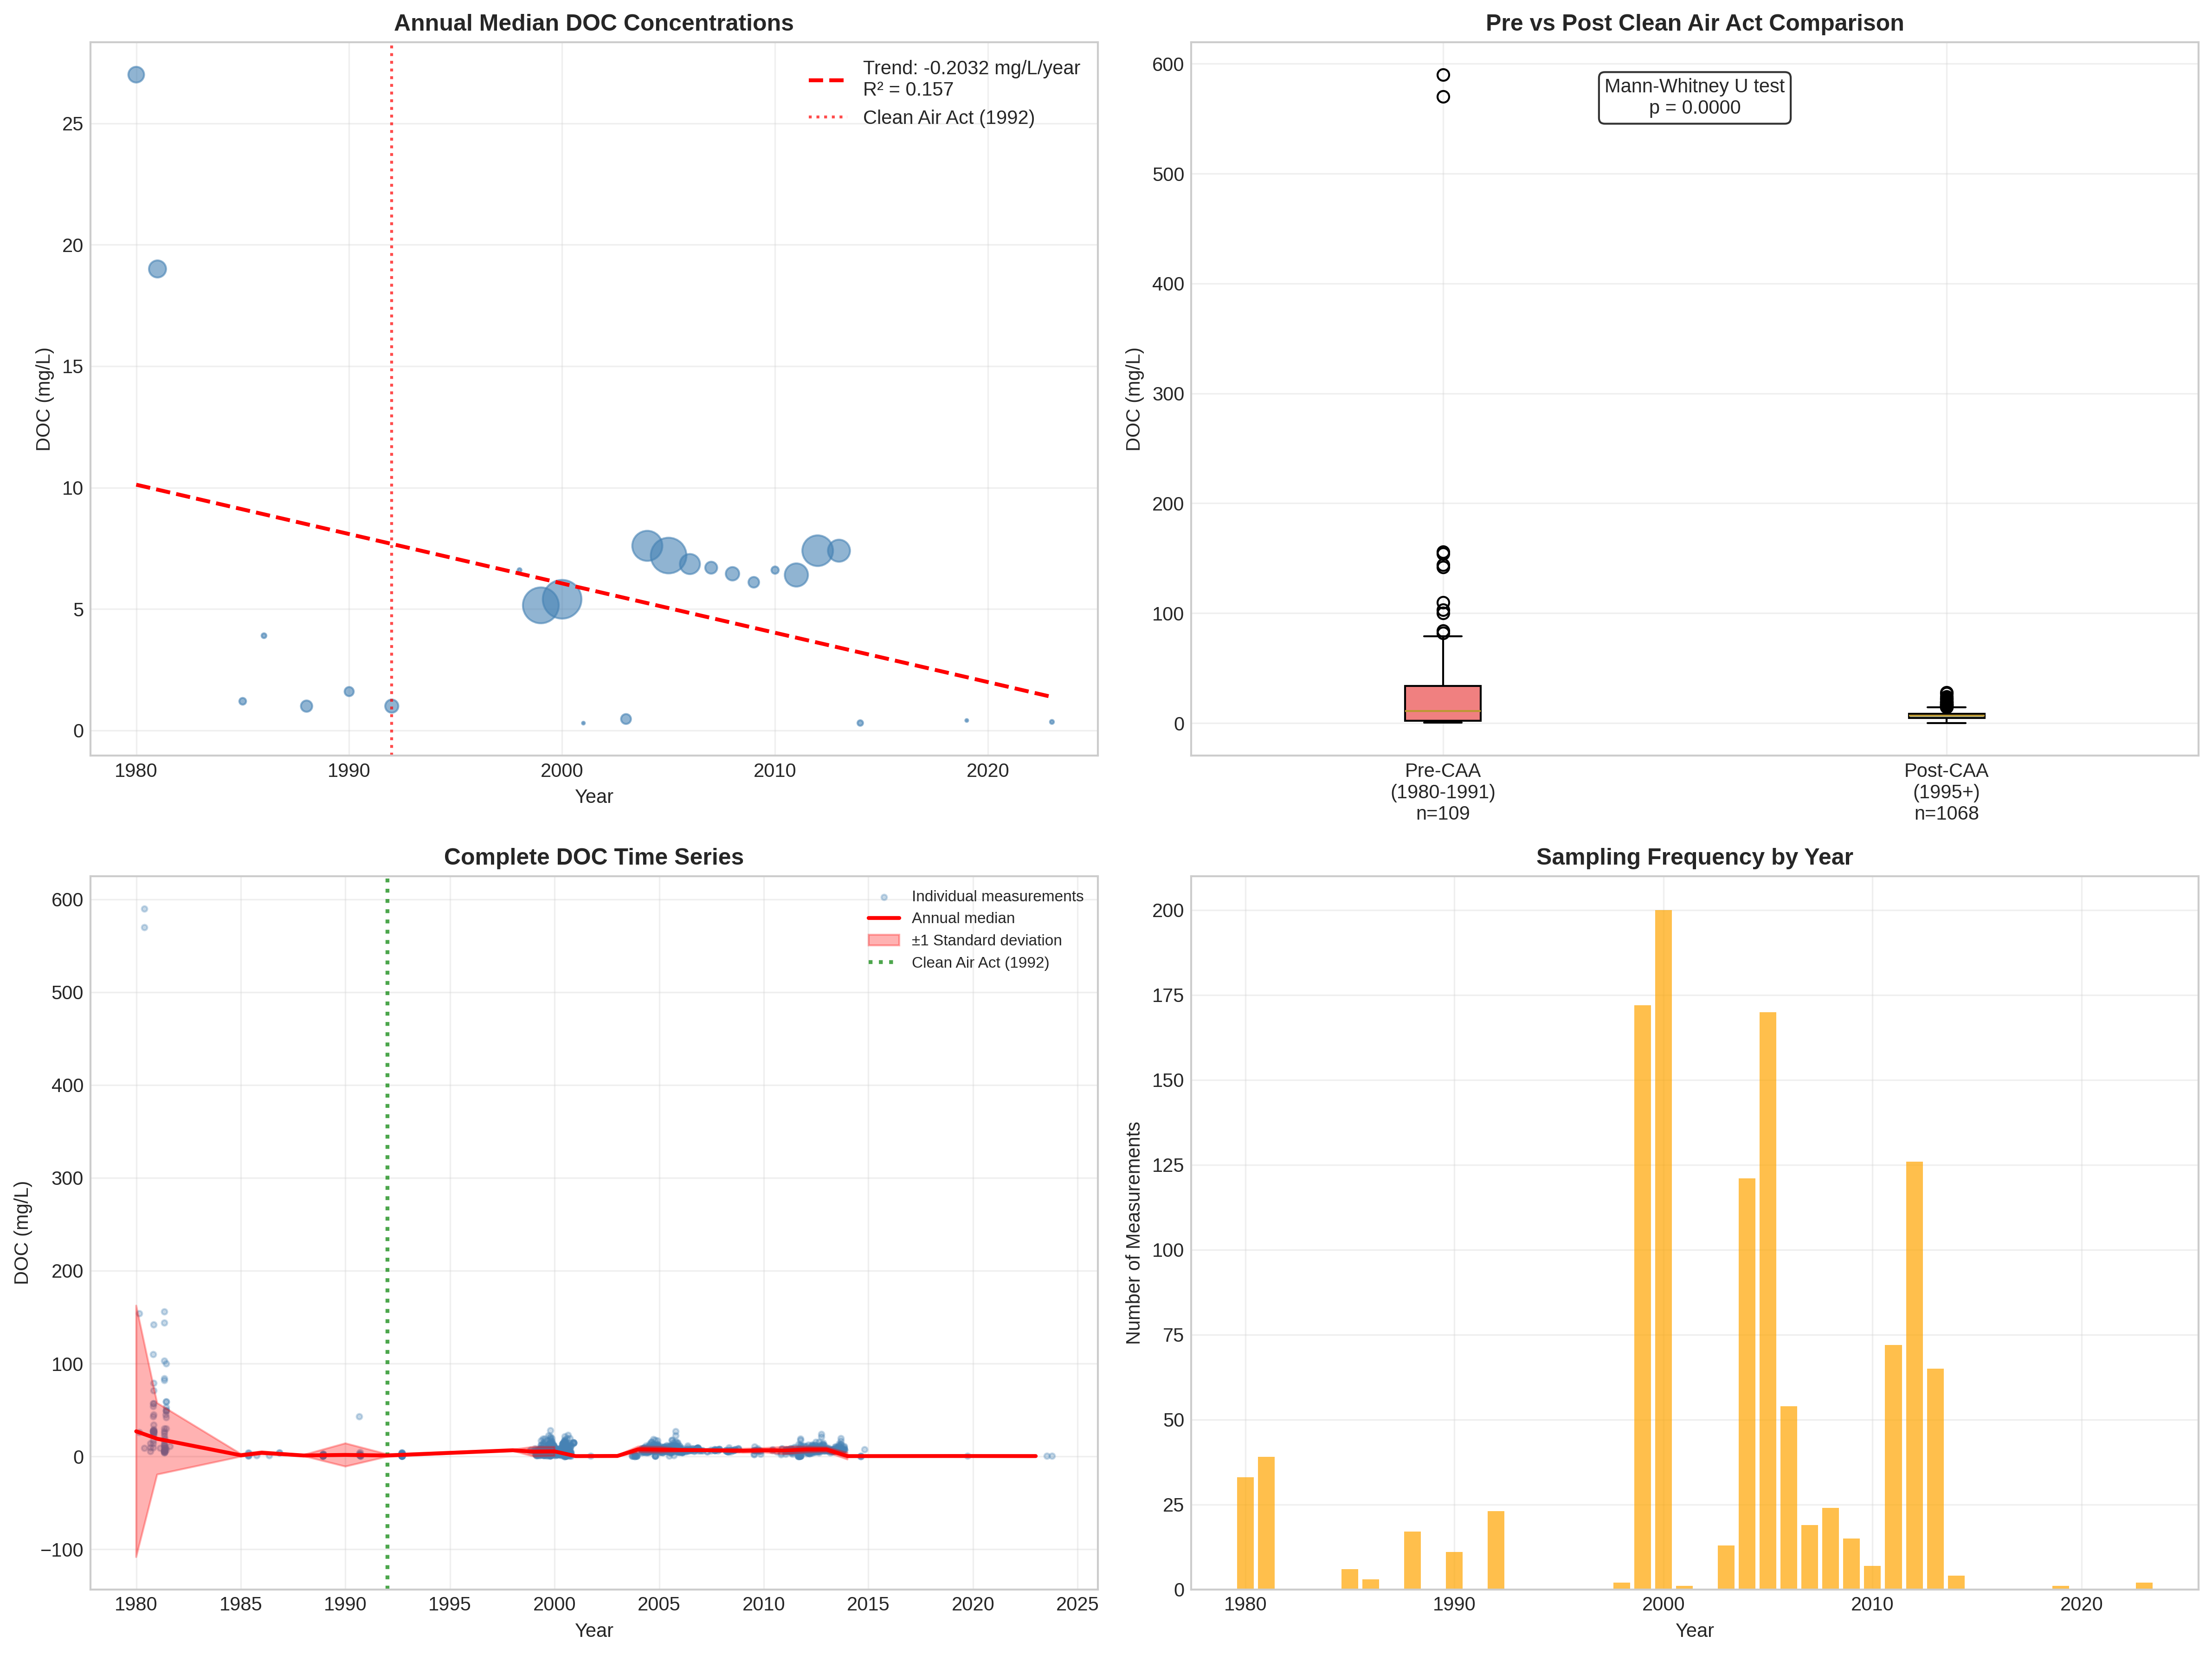 Annual Median DOC Concentrations
Trend: -0.2032 mg/L/year
R² = 0.157
Clean Air Act (1992)
DOC (mg/L)
25
20
15
10
5
0
1980
1990
2000
2010
2020
Year
Pre vs Post Clean Air Act Comparison
Mann-Whitney U test
p = 0.0000
DOC (mg/L)
600
500
400
300
200
100
0
Pre-CAA
(1980-1991)
n=109
Post-CAA
(1995+)
n=1068
Complete DOC Time Series
Individual measurements
Annual median
±1 Standard deviation
Clean Air Act (1992)
DOC (mg/L)
600
500
400
300
200
100
0
−100
1980
1985
1990
1995
2000
2005
2010
2015
2020
2025
Year
Sampling Frequency by Year
Number of Measurements
200
175
150
125
100
75
50
25
0
1980
1990
2000
2010
2020
Year